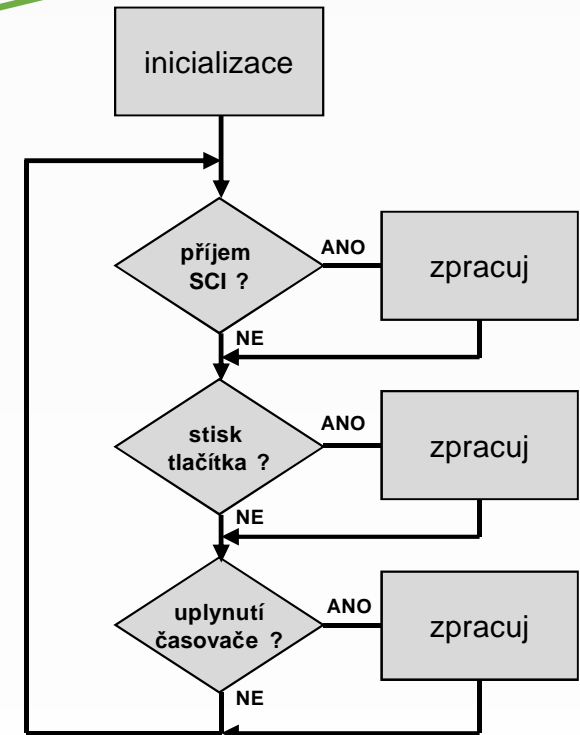 inicializace
příjem
SCI ?
ANO
zpracuj
NE
stisk
tlačítka ?
ANO
zpracuj
NE
uplynutí
časovače ?
ANO
zpracuj
NE